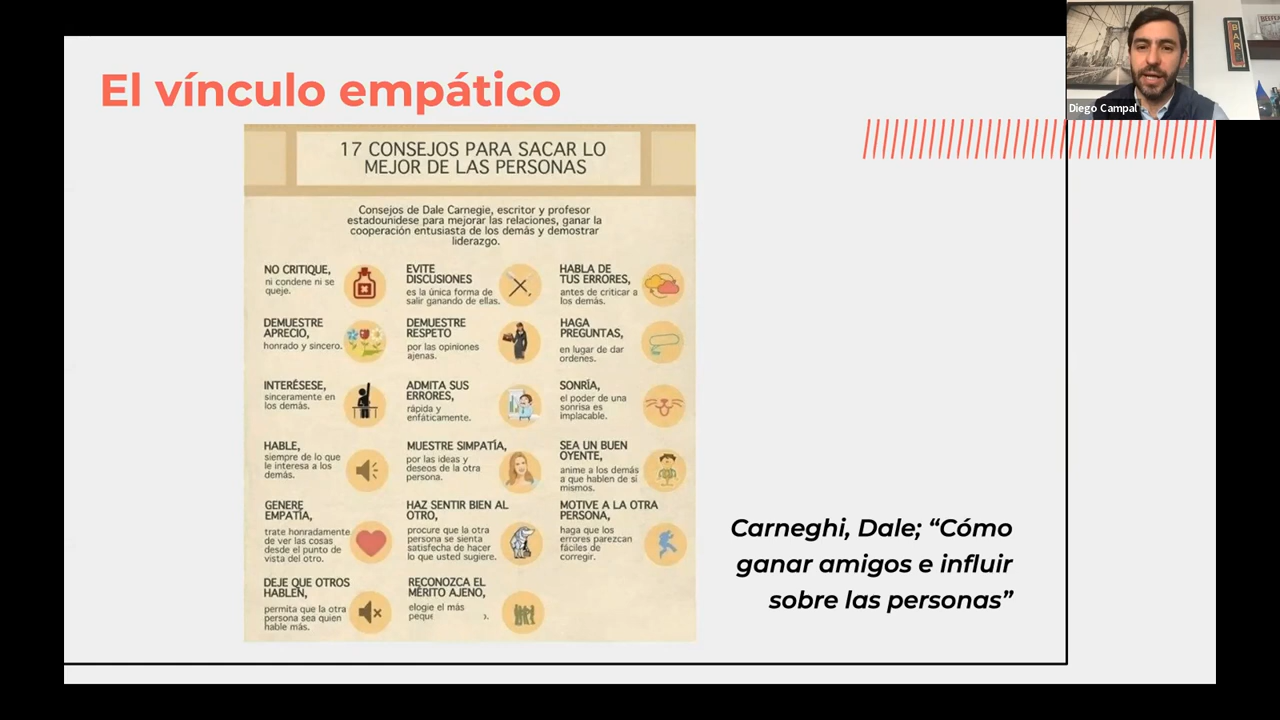 El vínculo empático
Diego Campal
BAR
17 CONSEJOS PARA SACAR LO
MEJOR DE LAS PERSONAS
Consejos de Dale Carnegie, escritor y profesor
estadounidese para mejorar las relaciones, ganar la
cooperación entusiasta de los demás y demostrar
liderazgo.
NO CRITIQUE,
ni condene ni se
queje.
EVITE
DISCUSIONES
es la única forma de
salir ganando de ellas.
HABLA DE
TUS ERRORES,
antes de criticar a
los demás.
DEMUESTRE
APRECIO,
honrado y sincero.
DEMUESTRE
RESPETO
por las opiniones
ajenas.
HAGA
PREGUNTAS,
en lugar de dar
ordenes.
INTERÉSESE,
sinceramente en
los demás.
ADMITA SUS
ERRORES,
rápida y
enfáticamente.
SONRÍA,
el poder de una
sonrisa es
implacable.
HABLE,
siempre de lo que
le interesa a los
demás.
MUESTRE SIMPATÍA,
por las ideas y
deseos de la otra
persona.
SEA UN BUEN
OYENTE,
anime a los demás
a que hablen de si
mismos.
GENERE
EMPATÍA,
trate honradamente
de ver las cosas
desde el punto de
vista del otro.
HAZ SENTIR BIEN AL
OTRO,
procure que la otra
persona se sienta
satisfecha de hacer
lo que usted sugiere.
MOTIVE A LA OTRA
PERSONA,
haga que los
errores parezcan
fáciles de
corregir.
DEJE QUE OTROS
HABLEN,
permita que la otra
persona sea quien
hable más.
RECONOZCA EL
MÉRITO AJENO,
elogie el más
Carneghi, Dale; “Cómo
ganar amigos e influir
sobre las personas”